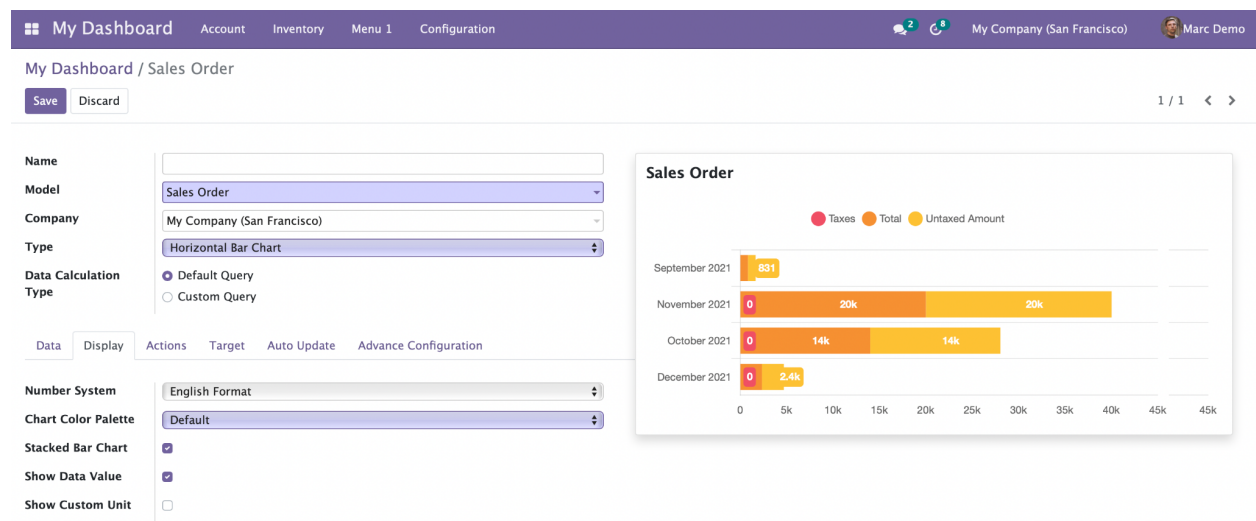 My Dashboard Account Inventory Menu 1 Configuration 2 8 My Company (San Francisco) Marc Demo
My Dashboard / Sales Order
Save Discard 1 / 1
Name
Model Sales Order
Company My Company (San Francisco)
Type Horizontal Bar Chart
Data Calculation Type
Default Query
Custom Query
Data Display Actions Target Auto Update Advance Configuration
Number System English Format
Chart Color Palette Default
Stacked Bar Chart
Show Data Value
Show Custom Unit
Sales Order
Taxes Total Untaxed Amount
September 2021 831
November 2021 0 20k 20k
October 2021 0 14k 14k
December 2021 0 2.4k
0 5k 10k 15k 20k 25k 30k 35k 40k 45k 45k